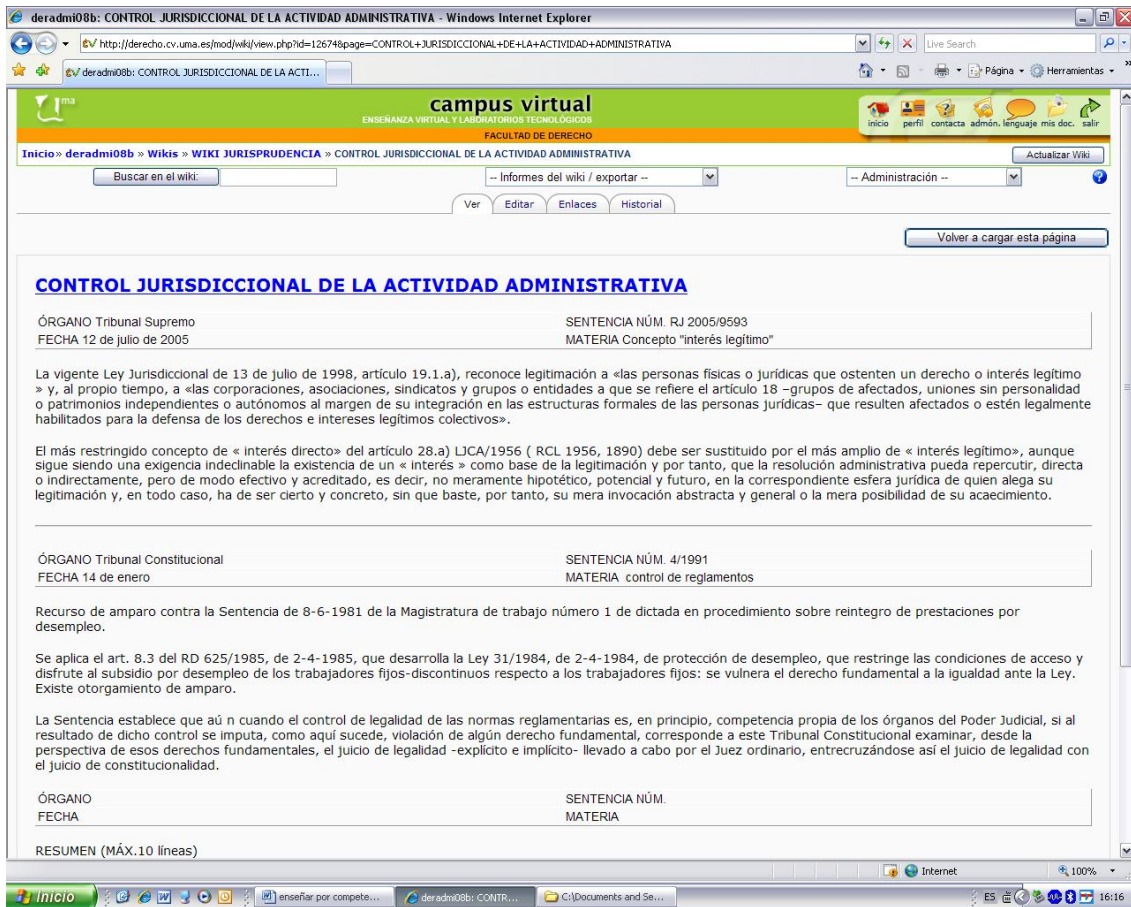 deradmi08b: CONTROL JURISDICCIONAL DE LA ACTIVIDAD ADMINISTRATIVA - Windows Internet Explorer
http://derecho.cv.uma.es/mod/wiki/view.php?id=12674&page=CONTROL+JURISDICCIONAL+DE+LA+ACTIVIDAD+ADMINISTRATIVA
Live Search
deradmi08b: CONTROL JURISDICCIONAL DE LA ACTI...
Página
Herramientas
uma
campus virtual
ENSEÑANZA VIRTUAL Y LABORATORIOS TECNOLÓGICOS
FACULTAD DE DERECHO
inicio perfil contacta admón. lenguaje mis doc. salir
Inicio» deradmi08b » Wikis » WIKI JURISPRUDENCIA » CONTROL JURISDICCIONAL DE LA ACTIVIDAD ADMINISTRATIVA
Actualizar Wiki
Buscar en el wiki:
-- Informes del wiki / exportar --
-- Administración --
Ver Editar Enlaces Historial
Volver a cargar esta página
CONTROL JURISDICCIONAL DE LA ACTIVIDAD ADMINISTRATIVA
ÓRGANO Tribunal Supremo SENTENCIA NÚM. RJ 2005/9593
FECHA 12 de julio de 2005 MATERIA Concepto "interés legítimo"
La vigente Ley Jurisdiccional de 13 de julio de 1998, artículo 19.1.a), reconoce legitimación a «las personas físicas o jurídicas que ostenten un derecho o interés legítimo
» y, al propio tiempo, a «las corporaciones, asociaciones, sindicatos y grupos o entidades a que se refiere el artículo 18 –grupos de afectados, uniones sin personalidad
o patrimonios independientes o autónomos al margen de su integración en las estructuras formales de las personas jurídicas– que resulten afectados o estén legalmente
habilitados para la defensa de los derechos e intereses legítimos colectivos».
El más restringido concepto de « interés directo» del artículo 28.a) LJCA/1956 ( RCL 1956, 1890) debe ser sustituido por el más amplio de « interés legítimo», aunque
sigue siendo una exigencia indeclinable la existencia de un « interés » como base de la legitimación y por tanto, que la resolución administrativa pueda repercutir, directa
o indirectamente, pero de modo efectivo y acreditado, es decir, no meramente hipotético, potencial y futuro, en la correspondiente esfera jurídica de quien alega su
legitimación y, en todo caso, ha de ser cierto y concreto, sin que baste, por tanto, su mera invocación abstracta y general o la mera posibilidad de su acaecimiento.
ÓRGANO Tribunal Constitucional SENTENCIA NÚM. 4/1991
FECHA 14 de enero MATERIA control de reglamentos
Recurso de amparo contra la Sentencia de 8-6-1981 de la Magistratura de trabajo número 1 de dictada en procedimiento sobre reintegro de prestaciones por
desempleo.
Se aplica el art. 8.3 del RD 625/1985, de 2-4-1985, que desarrolla la Ley 31/1984, de 2-4-1984, de protección de desempleo, que restringe las condiciones de acceso y
disfrute al subsidio por desempleo de los trabajadores fijos-discontinuos respecto a los trabajadores fijos: se vulnera el derecho fundamental a la igualdad ante la Ley.
Existe otorgamiento de amparo.
La Sentencia establece que aú n cuando el control de legalidad de las normas reglamentarias es, en principio, competencia propia de los órganos del Poder Judicial, si al
resultado de dicho control se imputa, como aquí sucede, violación de algún derecho fundamental, corresponde a este Tribunal Constitucional examinar, desde la
perspectiva de esos derechos fundamentales, el juicio de legalidad -explícito e implícito- llevado a cabo por el Juez ordinario, entrecruzándose así el juicio de legalidad con
el juicio de constitucionalidad.
ÓRGANO SENTENCIA NÚM.
FECHA MATERIA
RESUMEN (MÁX.10 líneas)
Internet
100%
Inicio
enseñar por compete...
deradmi08b: CONTR...
C:\Documents and Se...
ES
16:16